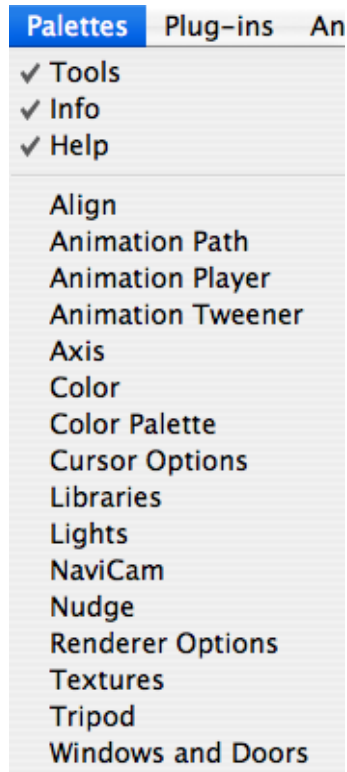 Palettes Plug-ins An
✓ Tools
✓ Info
✓ Help
Align
Animation Path
Animation Player
Animation Tweener
Axis
Color
Color Palette
Cursor Options
Libraries
Lights
NaviCam
Nudge
Renderer Options
Textures
Tripod
Windows and Doors